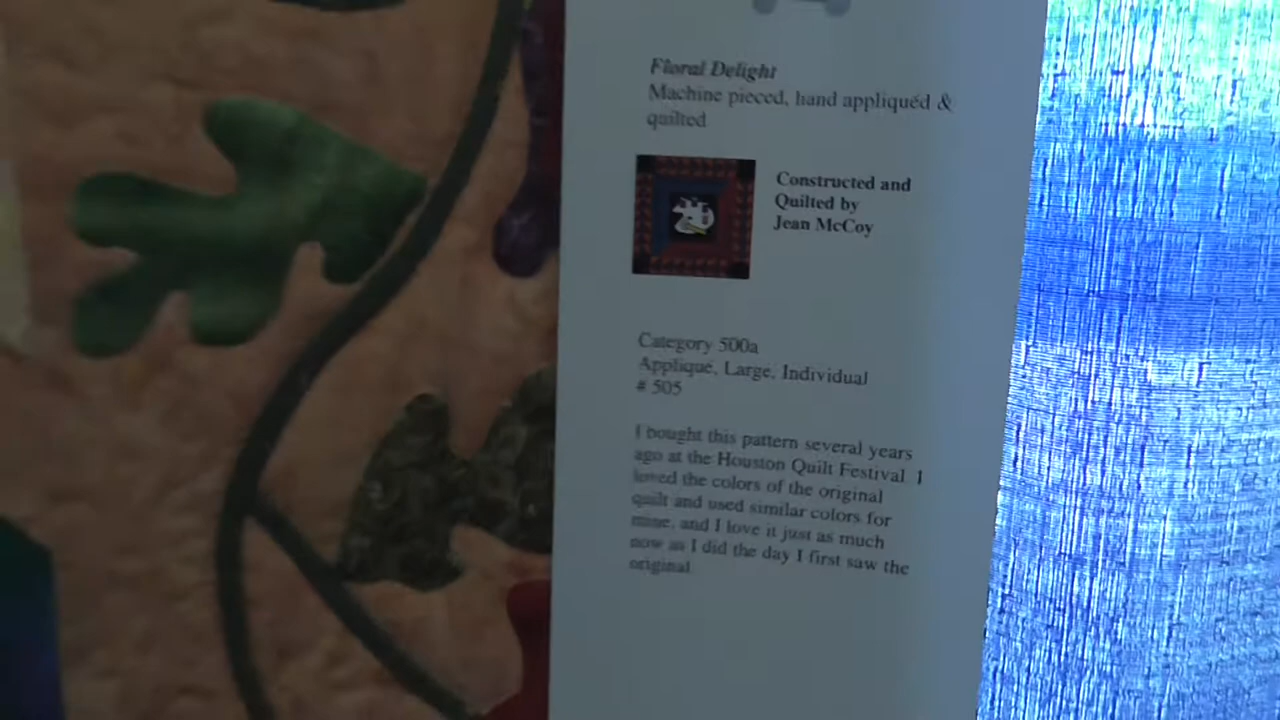 Floral Delight
Machine pieced, hand appliquéd &
quilted
Constructed and
Quilted by
Jean McCoy
Category 500a
Appliqué, Large, Individual
# 505
I bought this pattern several years
ago at the Houston Quilt Festival. I
loved the colors of the original
quilt and used similar colors for
mine, and I love it just as much
now as I did the day I first saw the
original.